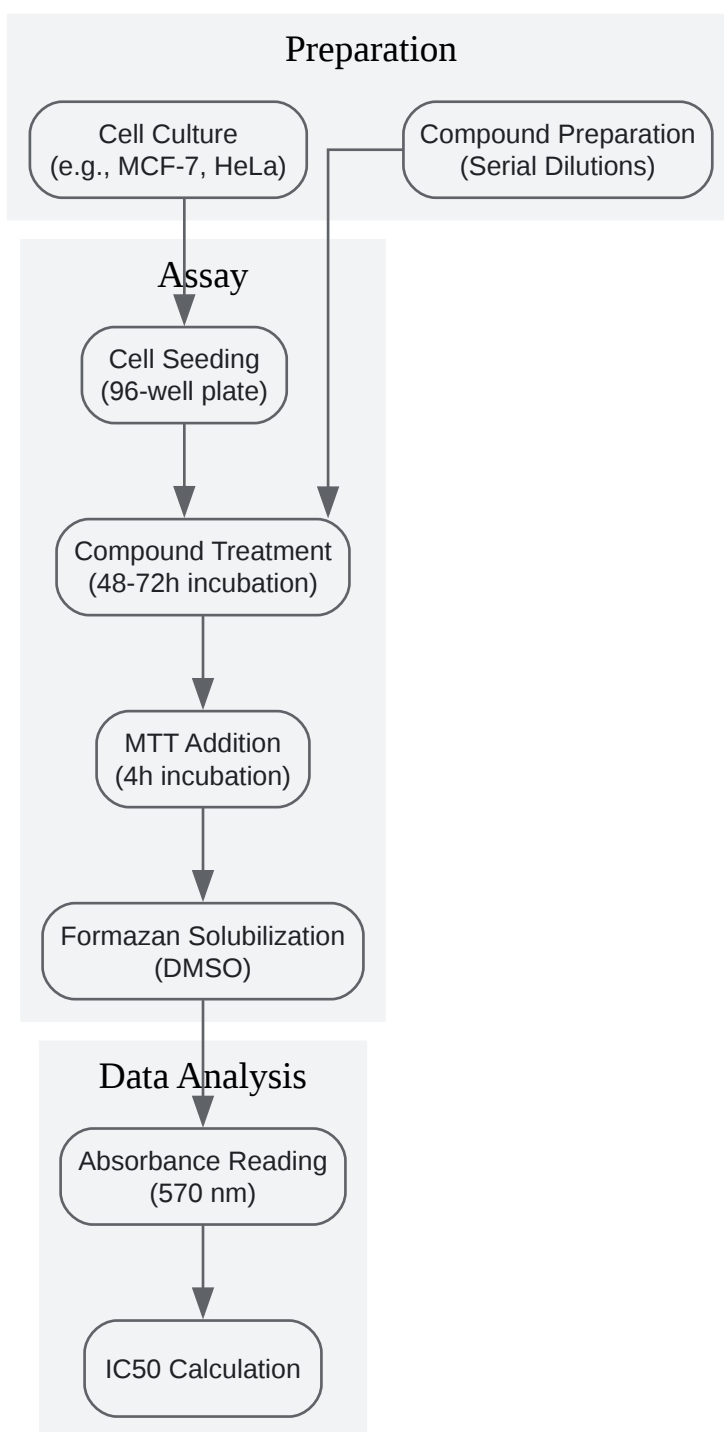 Preparation
Cell Culture
(e.g., MCF-7, HeLa)
Compound Preparation
(Serial Dilutions)
Assay
Cell Seeding
(96-well plate)
Compound Treatment
(48-72h incubation)
MTT Addition
(4h incubation)
Formazan Solubilization
(DMSO)
Data Analysis
Absorbance Reading
(570 nm)
IC50 Calculation